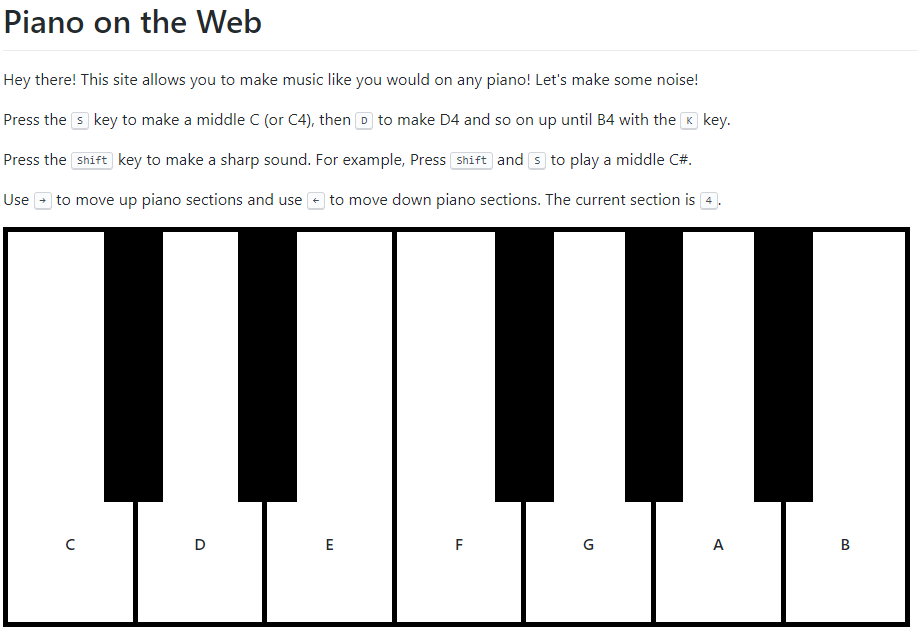 Piano on the Web
Hey there! This site allows you to make music like you would on any piano! Let's make some noise!
Press the S key to make a middle C (or C4), then D to make D4 and so on up until B4 with the K key.
Press the Shift key to make a sharp sound. For example, Press Shift and S to play a middle C#.
Use → to move up piano sections and use ← to move down piano sections. The current section is 4.
C D E F G A B